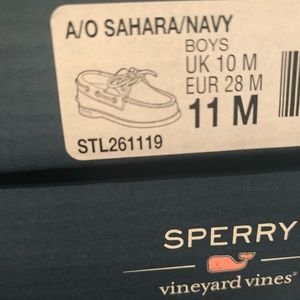 A/O SAHARA/NAVY
BOYS
UK 10 M
EUR 28 M
11 M
STL261119
SPERRY
vineyard vines®